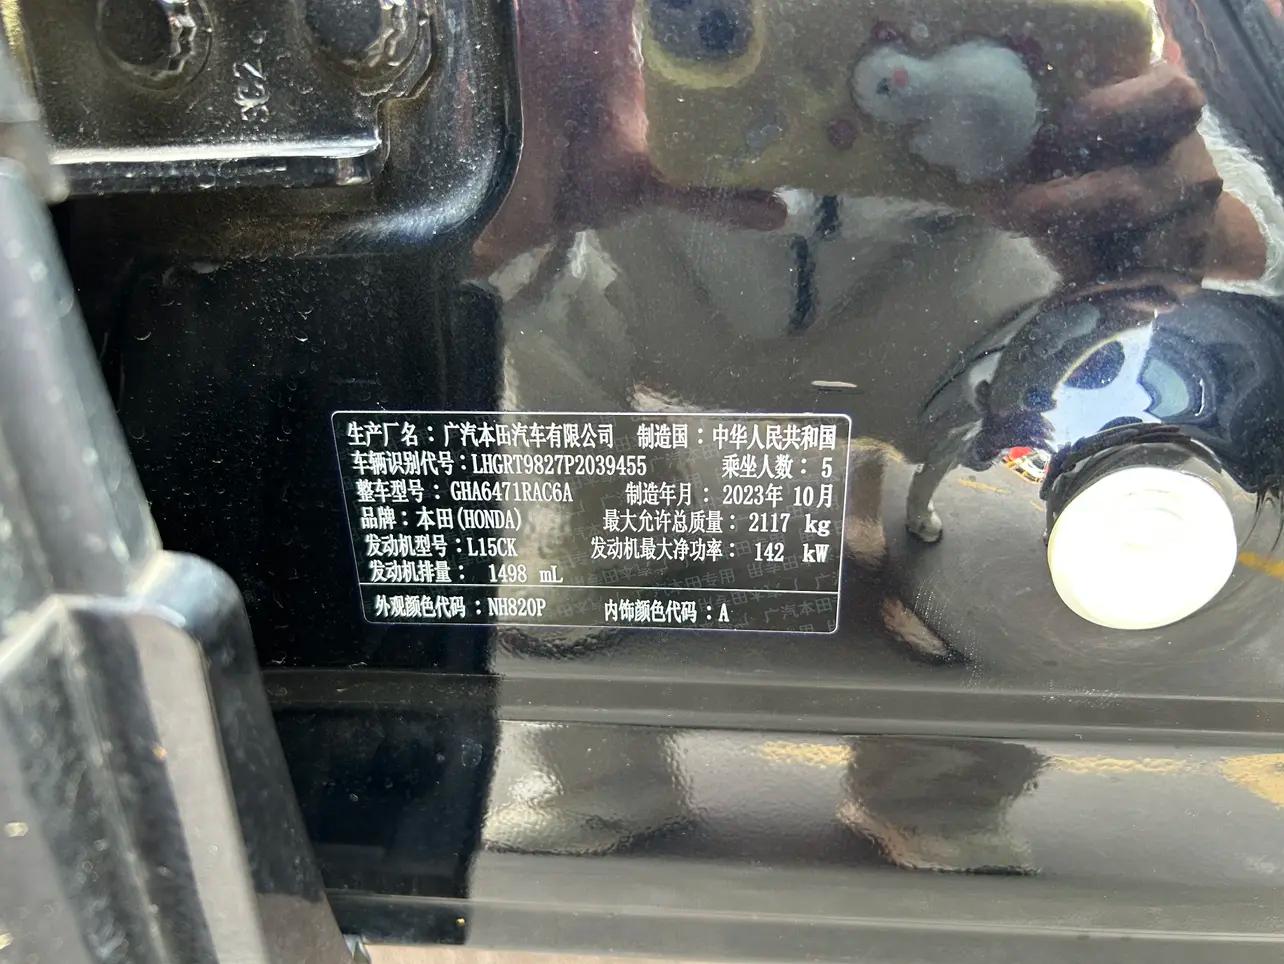 生产厂名：广汽本田汽车有限公司 制造国：中华人民共和国
车辆识别代号：LHGRT9827P2039455 乘坐人数：5
整车型号：GHA6471RAC6A 制造年月：2023年 10月
品牌：本田(HONDA) 最大允许总质量：2117 kg
发动机型号：L15CK 发动机最大净功率：142 kW
发动机排量：1498 mL
外观颜色代码：NH820P 内饰颜色代码：A